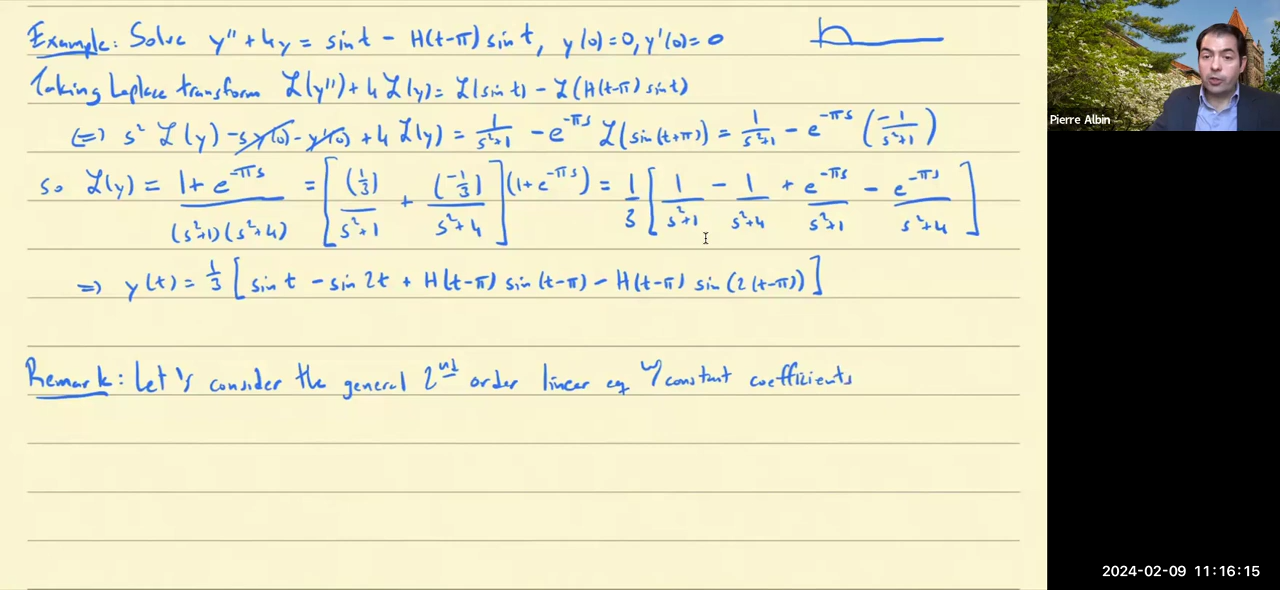 Example: Solve y'' + 4y = sin t - H(t-π) sin t, y(0)=0, y'(0)=0
Taking Laplace transform ℒ(y'') + 4 ℒ(y) = ℒ(sin t) - ℒ(H(t-π) sin t)
(=) s² ℒ(y) - sy(0) - y'(0) + 4 ℒ(y) = 1/(s²+1) - e^(-πs) ℒ(sin(t+π)) = 1/(s²+1) - e^(-πs) (-1/(s²+1))
so ℒ(y) = (1+e^(-πs))/((s²+1)(s²+4)) = [(1/3)/(s²+1) + (-1/3)/(s²+4)](1+e^(-πs)) = 1/3 [1/(s²+1) - 1/(s²+4) + e^(-πs)/(s²+1) - e^(-πs)/(s²+4)]
=> y(t) = 1/3 [sin t - sin 2t + H(t-π) sin(t-π) - H(t-π) sin(2(t-π))]
Remark: Let's consider the general 2nd order linear eq w/ constant coefficients
Pierre Albin
2024-02-09 11:16:15